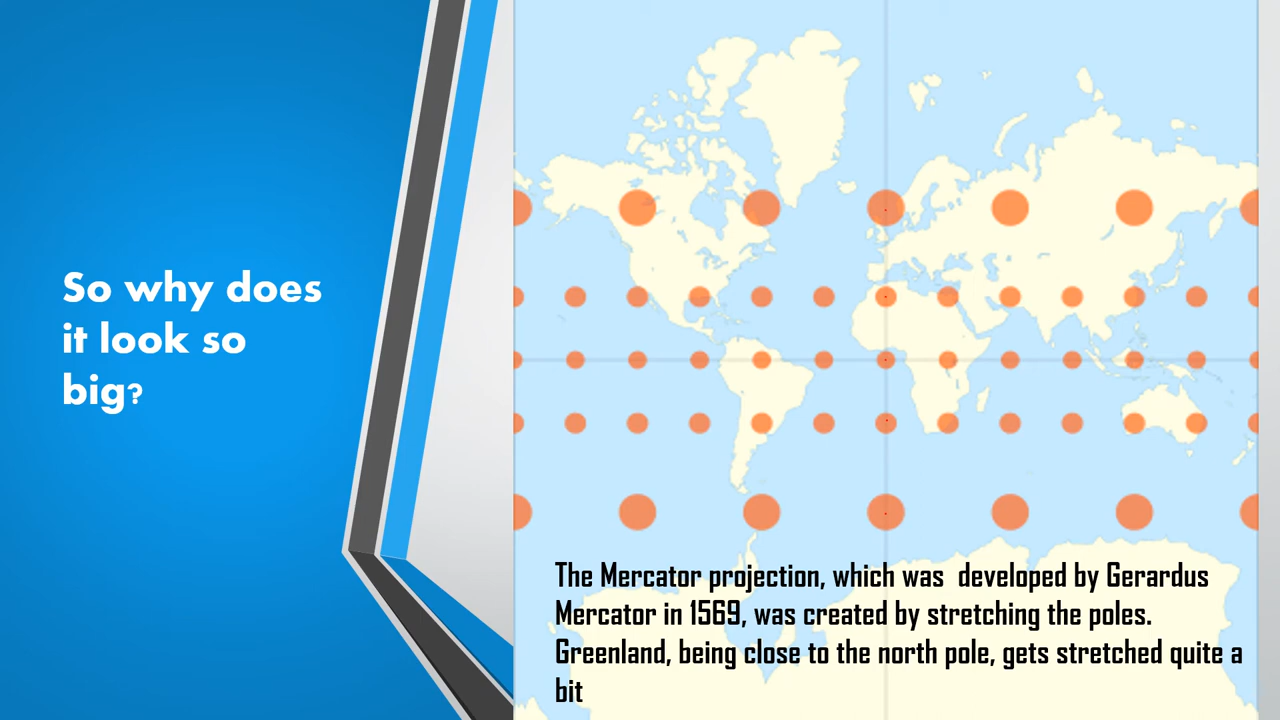 So why does
it look so
big?
The Mercator projection, which was  developed by Gerardus
Mercator in 1569, was created by stretching the poles.
Greenland, being close to the north pole, gets stretched quite a
bit